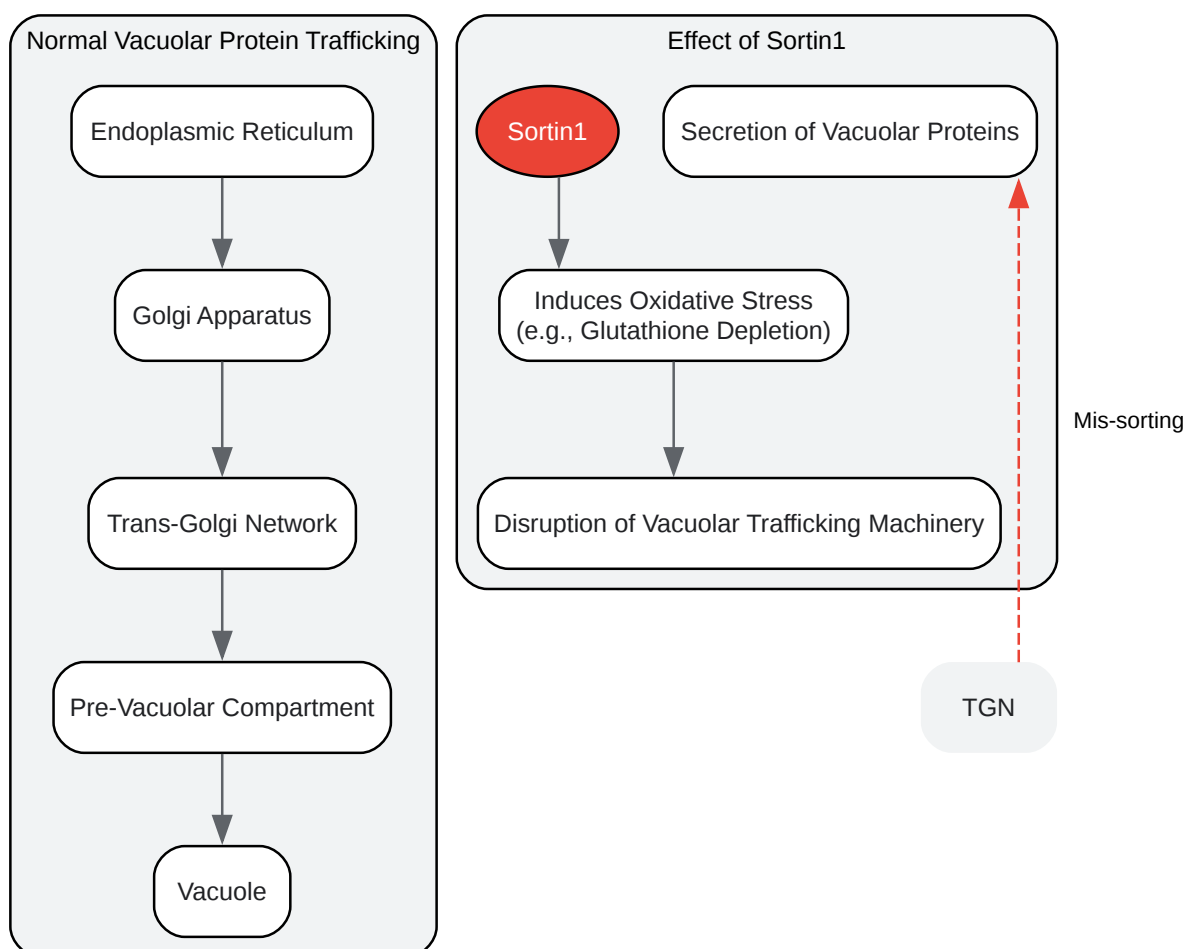 Normal Vacuolar Protein Trafficking
Endoplasmic Reticulum
Golgi Apparatus
Trans-Golgi Network
Pre-Vacuolar Compartment
Vacuole
Effect of Sortin1
Sortin1
Secretion of Vacuolar Proteins
Induces Oxidative Stress
(e.g., Glutathione Depletion)
Disruption of Vacuolar Trafficking Machinery
Mis-sorting
TGN